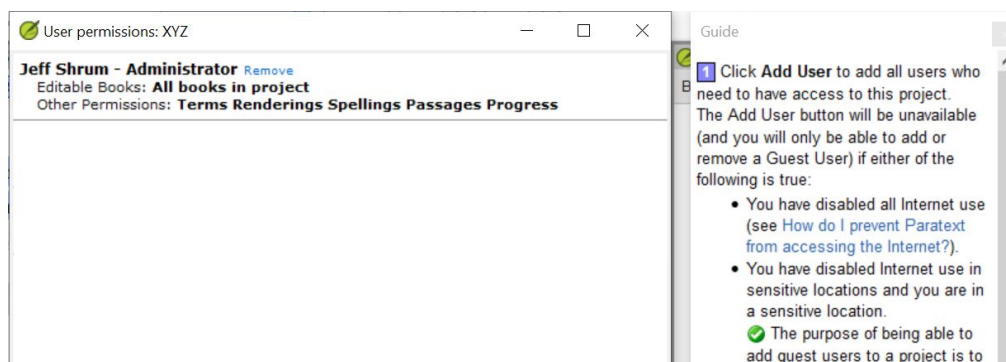 User permissions: XYZ
Jeff Shrum - Administrator Remove
Editable Books: All books in project
Other Permissions: Terms Renderings Spellings Passages Progress
B
Guide
1 Click Add User to add all users who
need to have access to this project.
The Add User button will be unavailable
(and you will only be able to add or
remove a Guest User) if either of the
following is true:
• You have disabled all Internet use
(see How do I prevent Paratext
from accessing the Internet?).
• You have disabled Internet use in
sensitive locations and you are in
a sensitive location.
The purpose of being able to
add guest users to a project is to